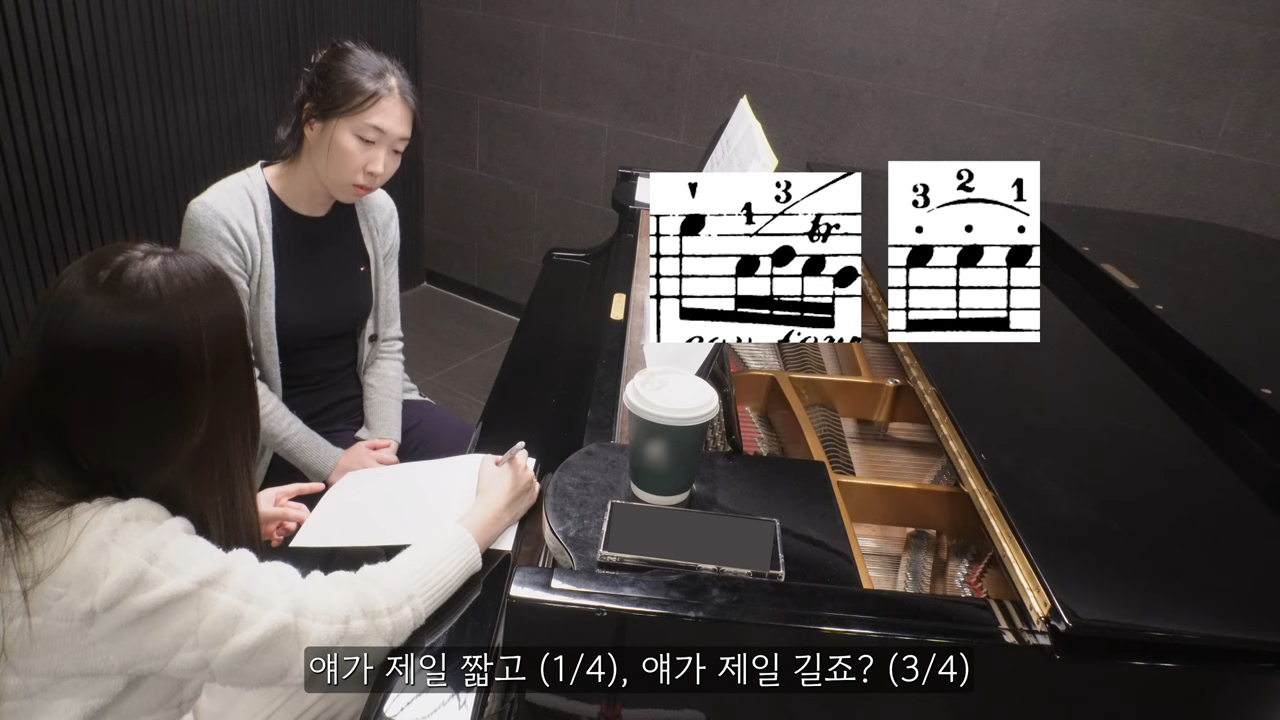 1 3
tr
3 2 1
얘가 제일 짧고 (1/4), 얘가 제일 길죠? (3/4)